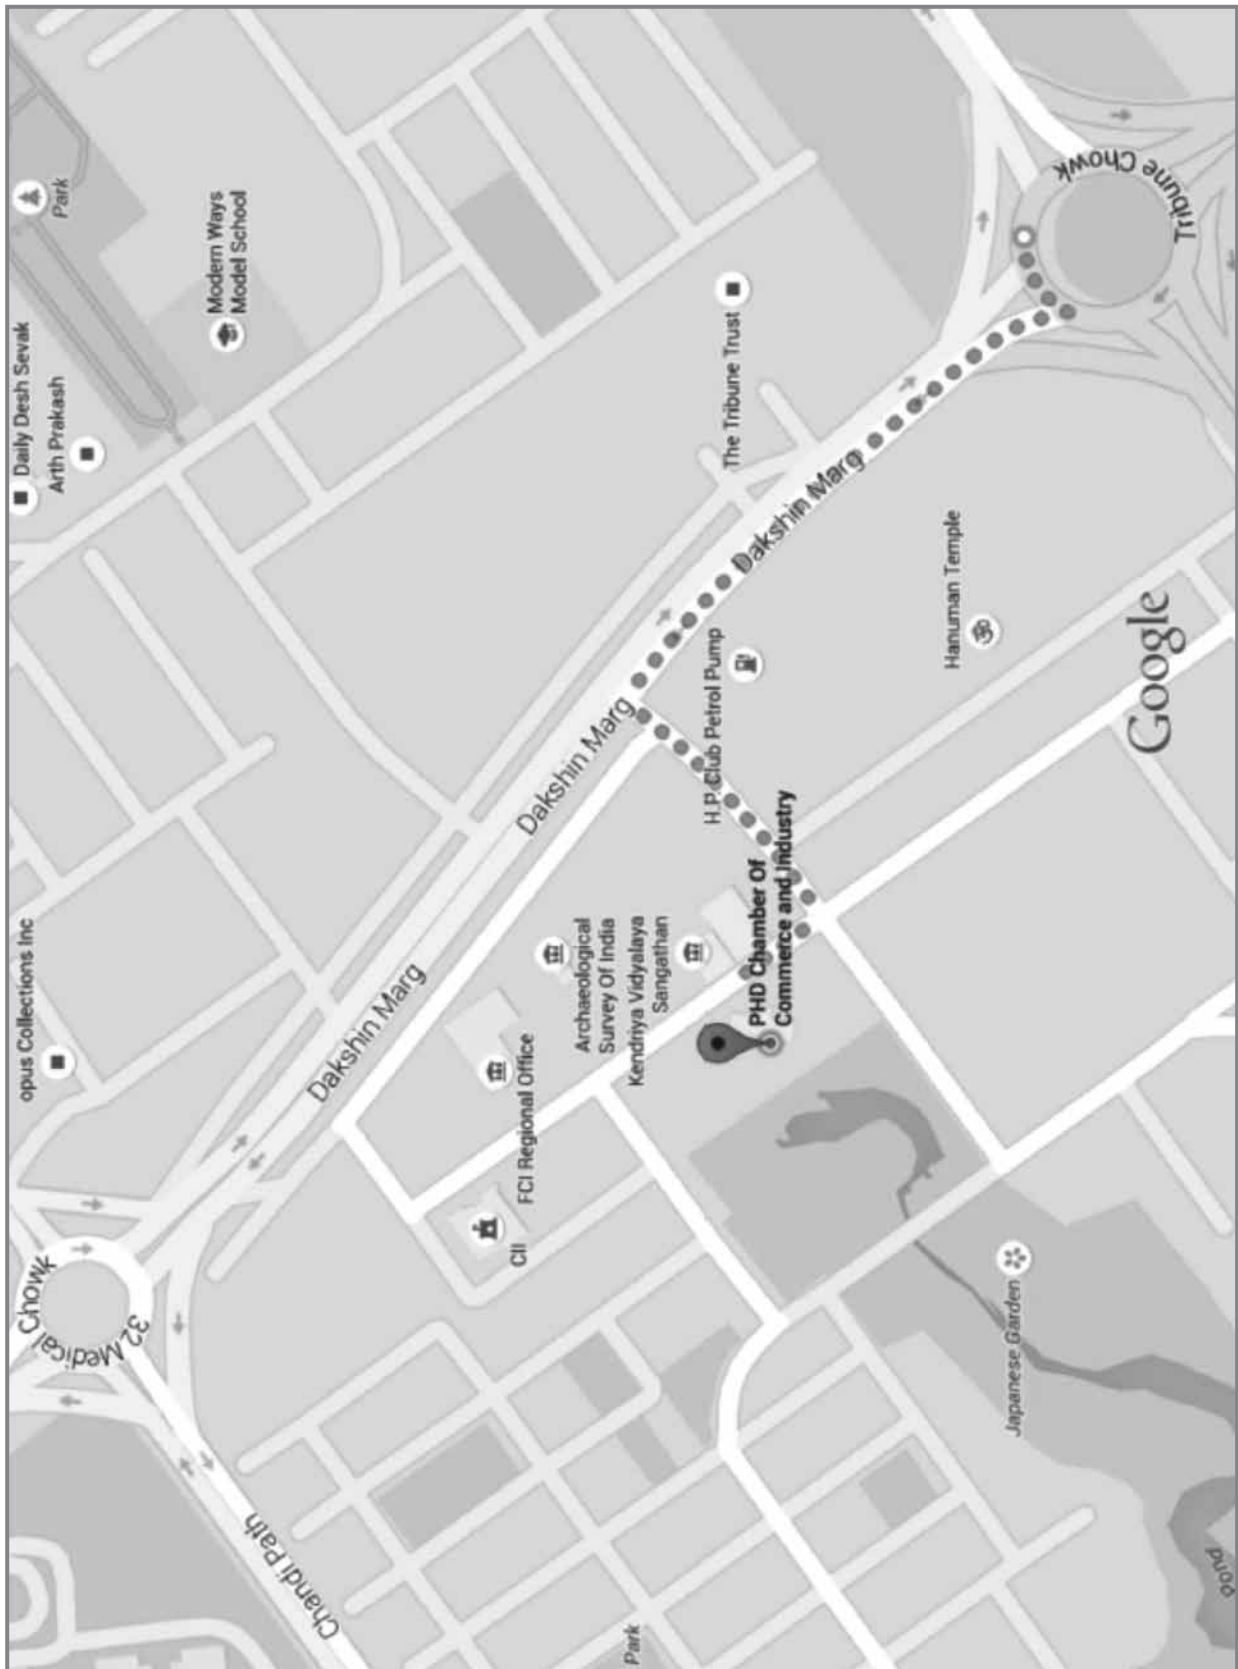 Daily Desh Sevak
Arth Prakash
Park
Modern Ways
Model School
opus Collections Inc
32 Medical Chowk
Chandi Path
Dakshin Marg
Dakshin Marg
Dakshin Marg
The Tribune Trust
Tribune Chowk
H.P. Club Petrol Pump
Hanuman Temple
Archaeological
Survey Of India
Kendriya Vidyalaya
Sangathan
FCI Regional Office
CII
PHD Chamber Of
Commerce and Industry
Japanese Garden
Park
pond
Google